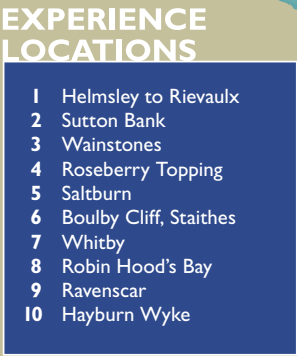 EXPERIENCE
LOCATIONS
1 Helmsley to Rievaulx
2 Sutton Bank
3 Wainstones
4 Roseberry Topping
5 Saltburn
6 Boulby Cliff, Staithes
7 Whitby
8 Robin Hood's Bay
9 Ravenscar
10 Hayburn Wyke